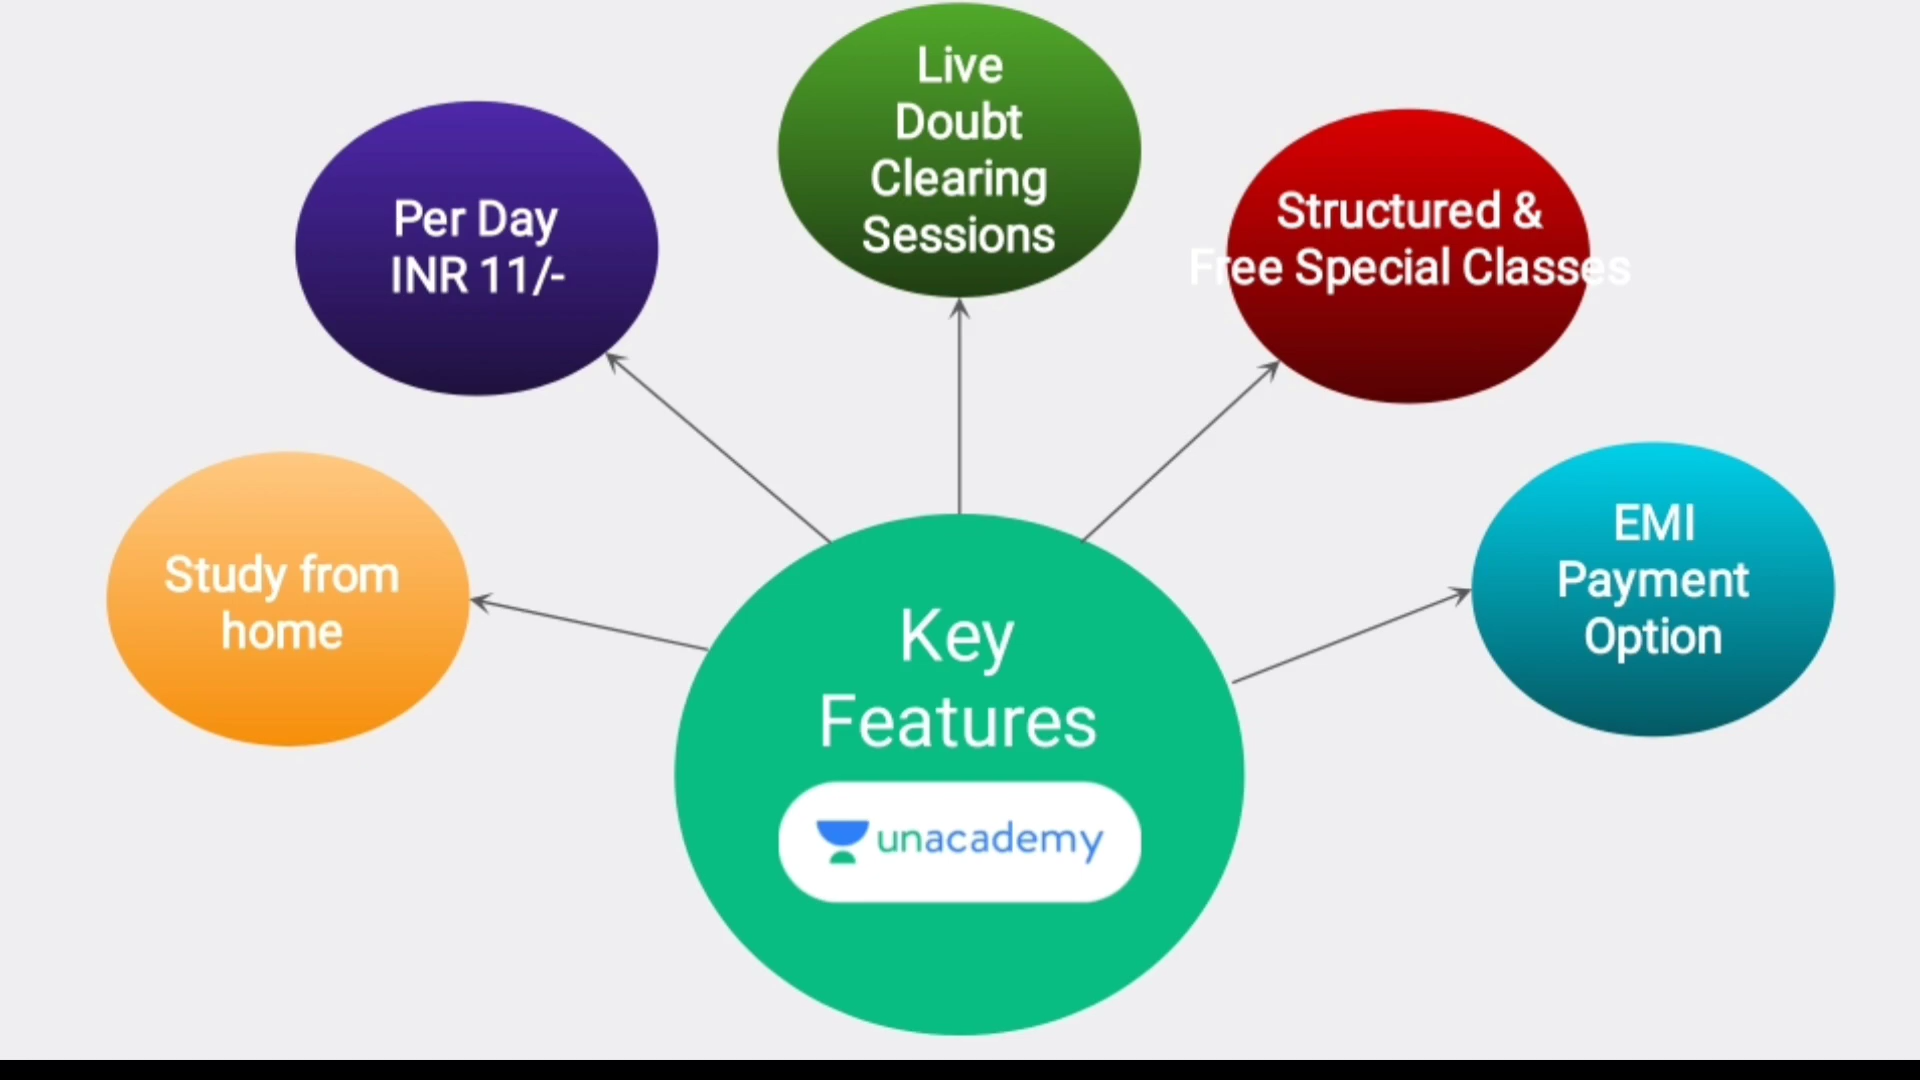 Live
Doubt
Clearing
Sessions
Per Day
INR 11/-
Structured &
Free Special Classes
Study from
home
EMI
Payment
Option
Key
Features
unacademy